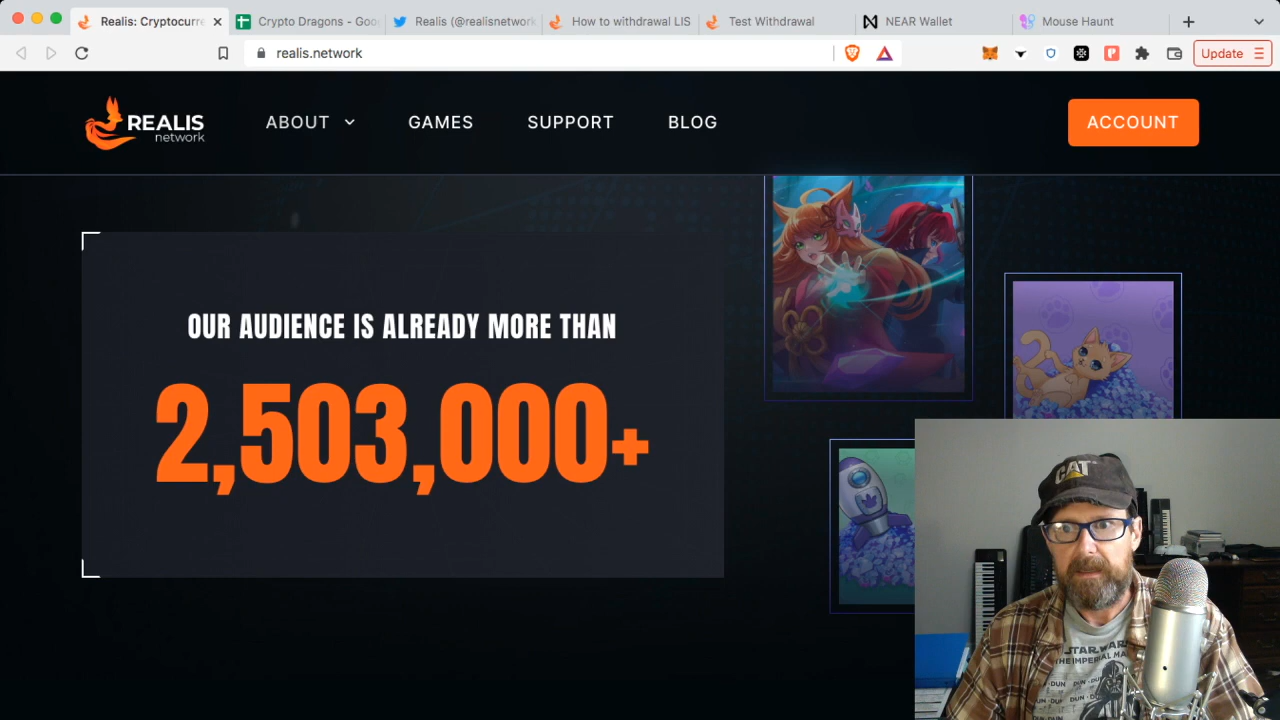 Realis: Cryptocurre
Crypto Dragons - Goo
Realis (@realisnetwork
How to withdrawal LIS
Test Withdrawal
NEAR Wallet
Mouse Haunt
realis.network
Update
REALIS
network
ABOUT
GAMES
SUPPORT
BLOG
ACCOUNT
OUR AUDIENCE IS ALREADY MORE THAN
2,503,000+
CAT
STAR WAR
THE IMPERIAL MA